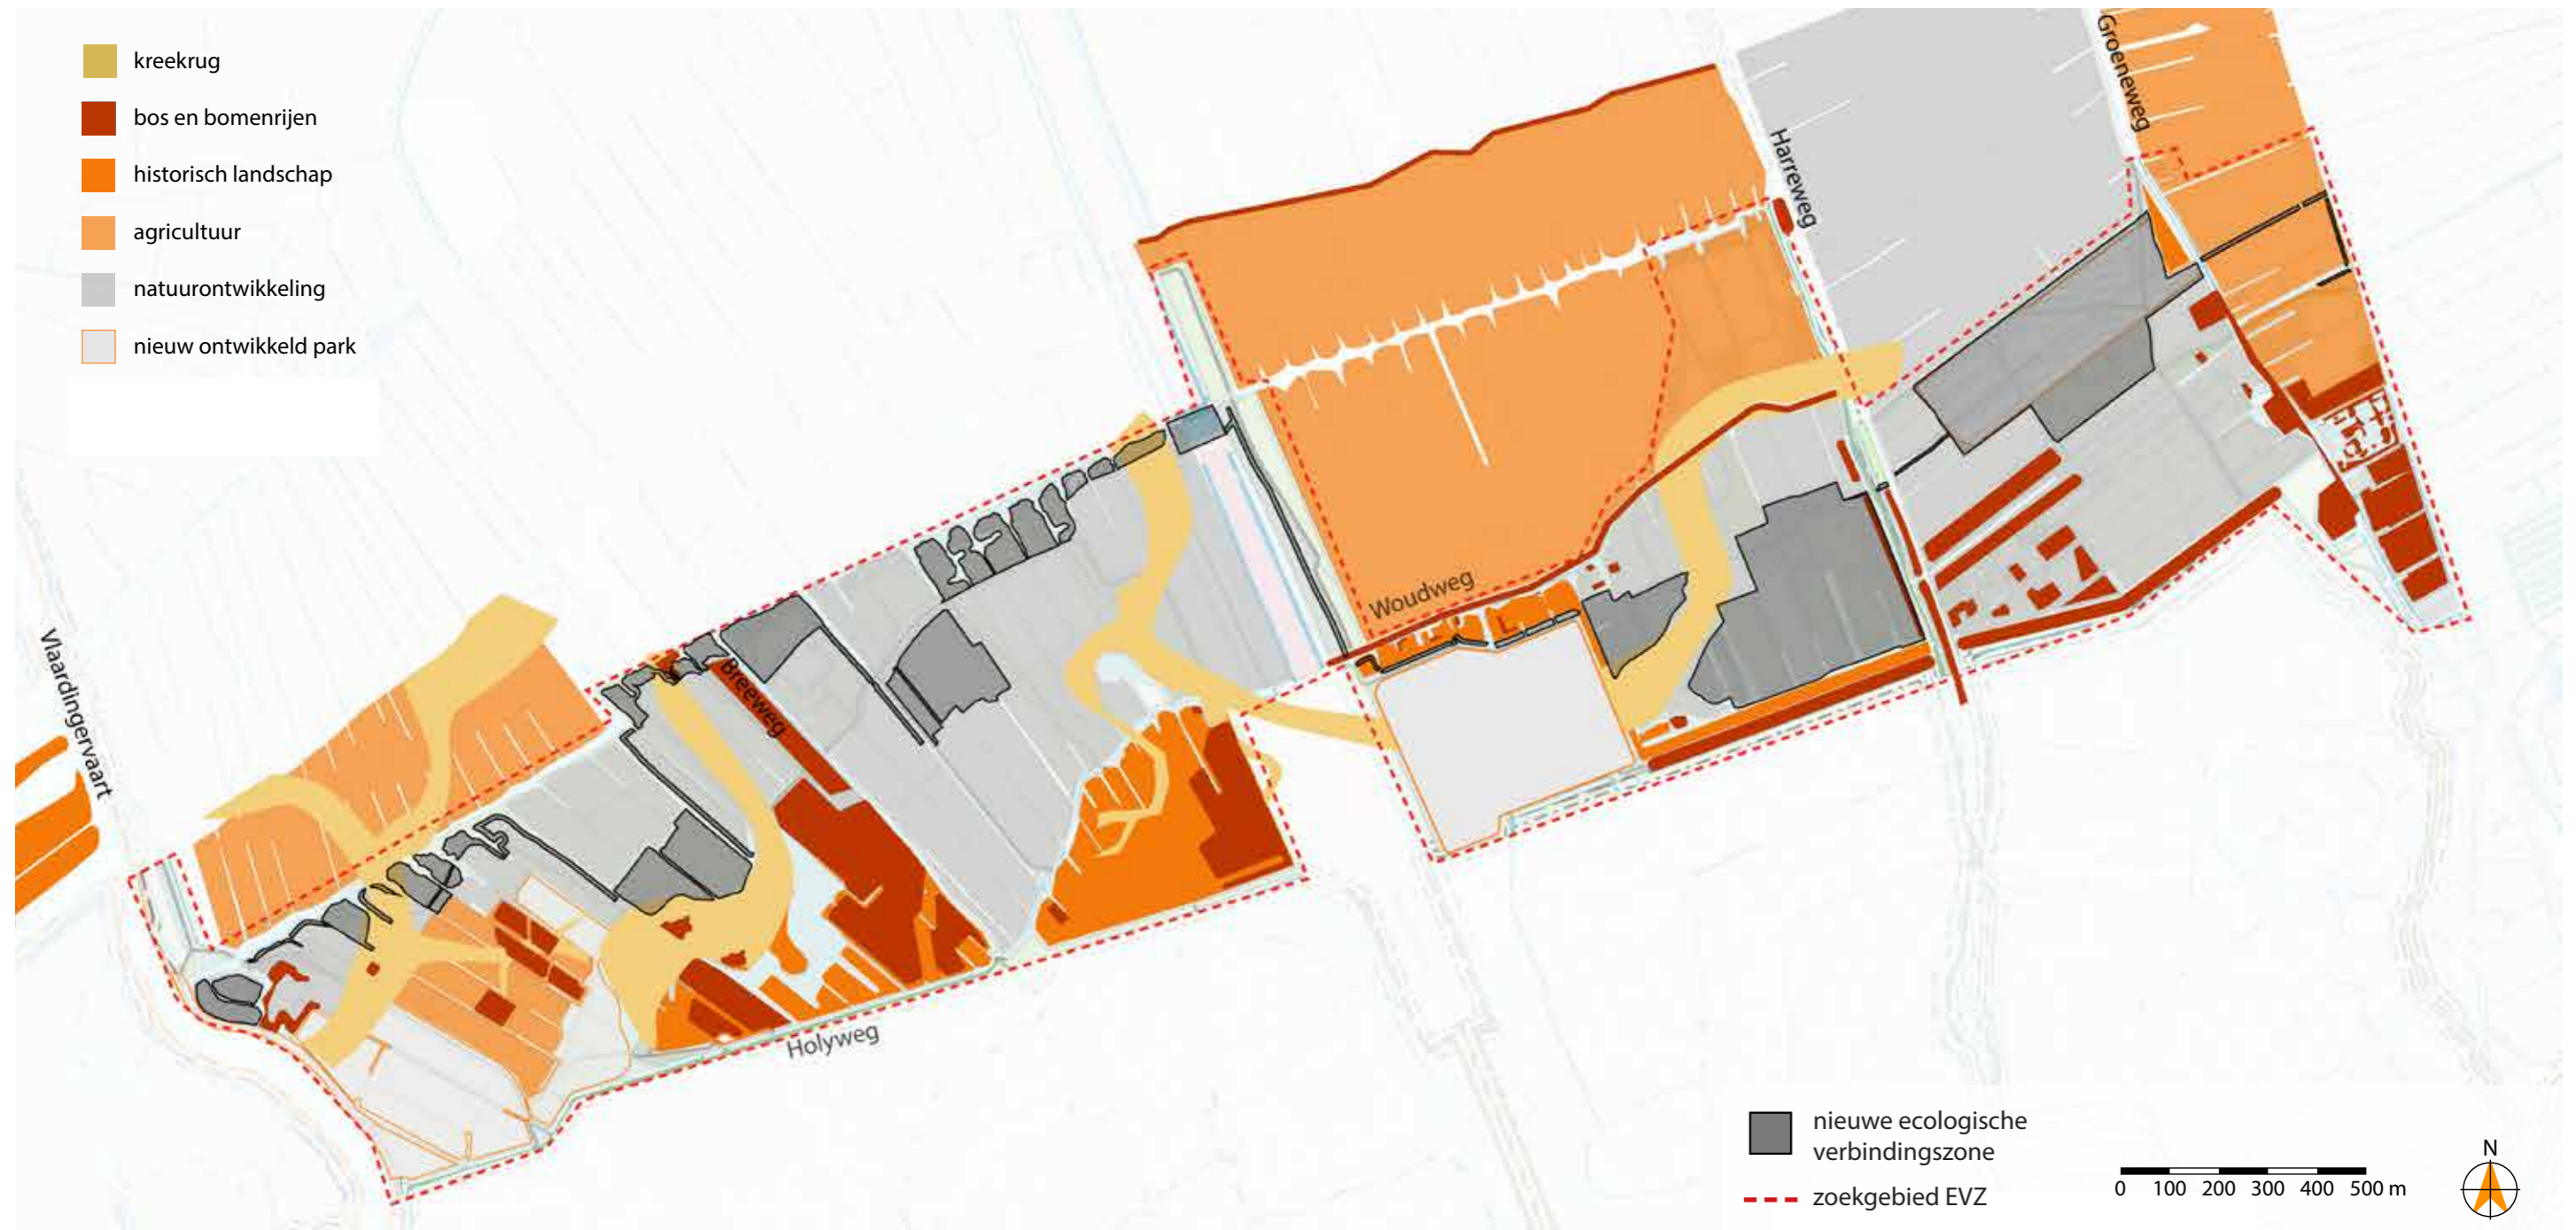 kreekrug
bos en bomenrijen
historisch landschap
agricultuur
natuurontwikkeling
nieuw ontwikkeld park
Groeneweg
Harreweg
Woudweg
Breeweg
Vlaardingervaart
Holyweg
nieuwe ecologische
verbindingszone
zoekgebied EVZ
0 100 200 300 400 500 m
N